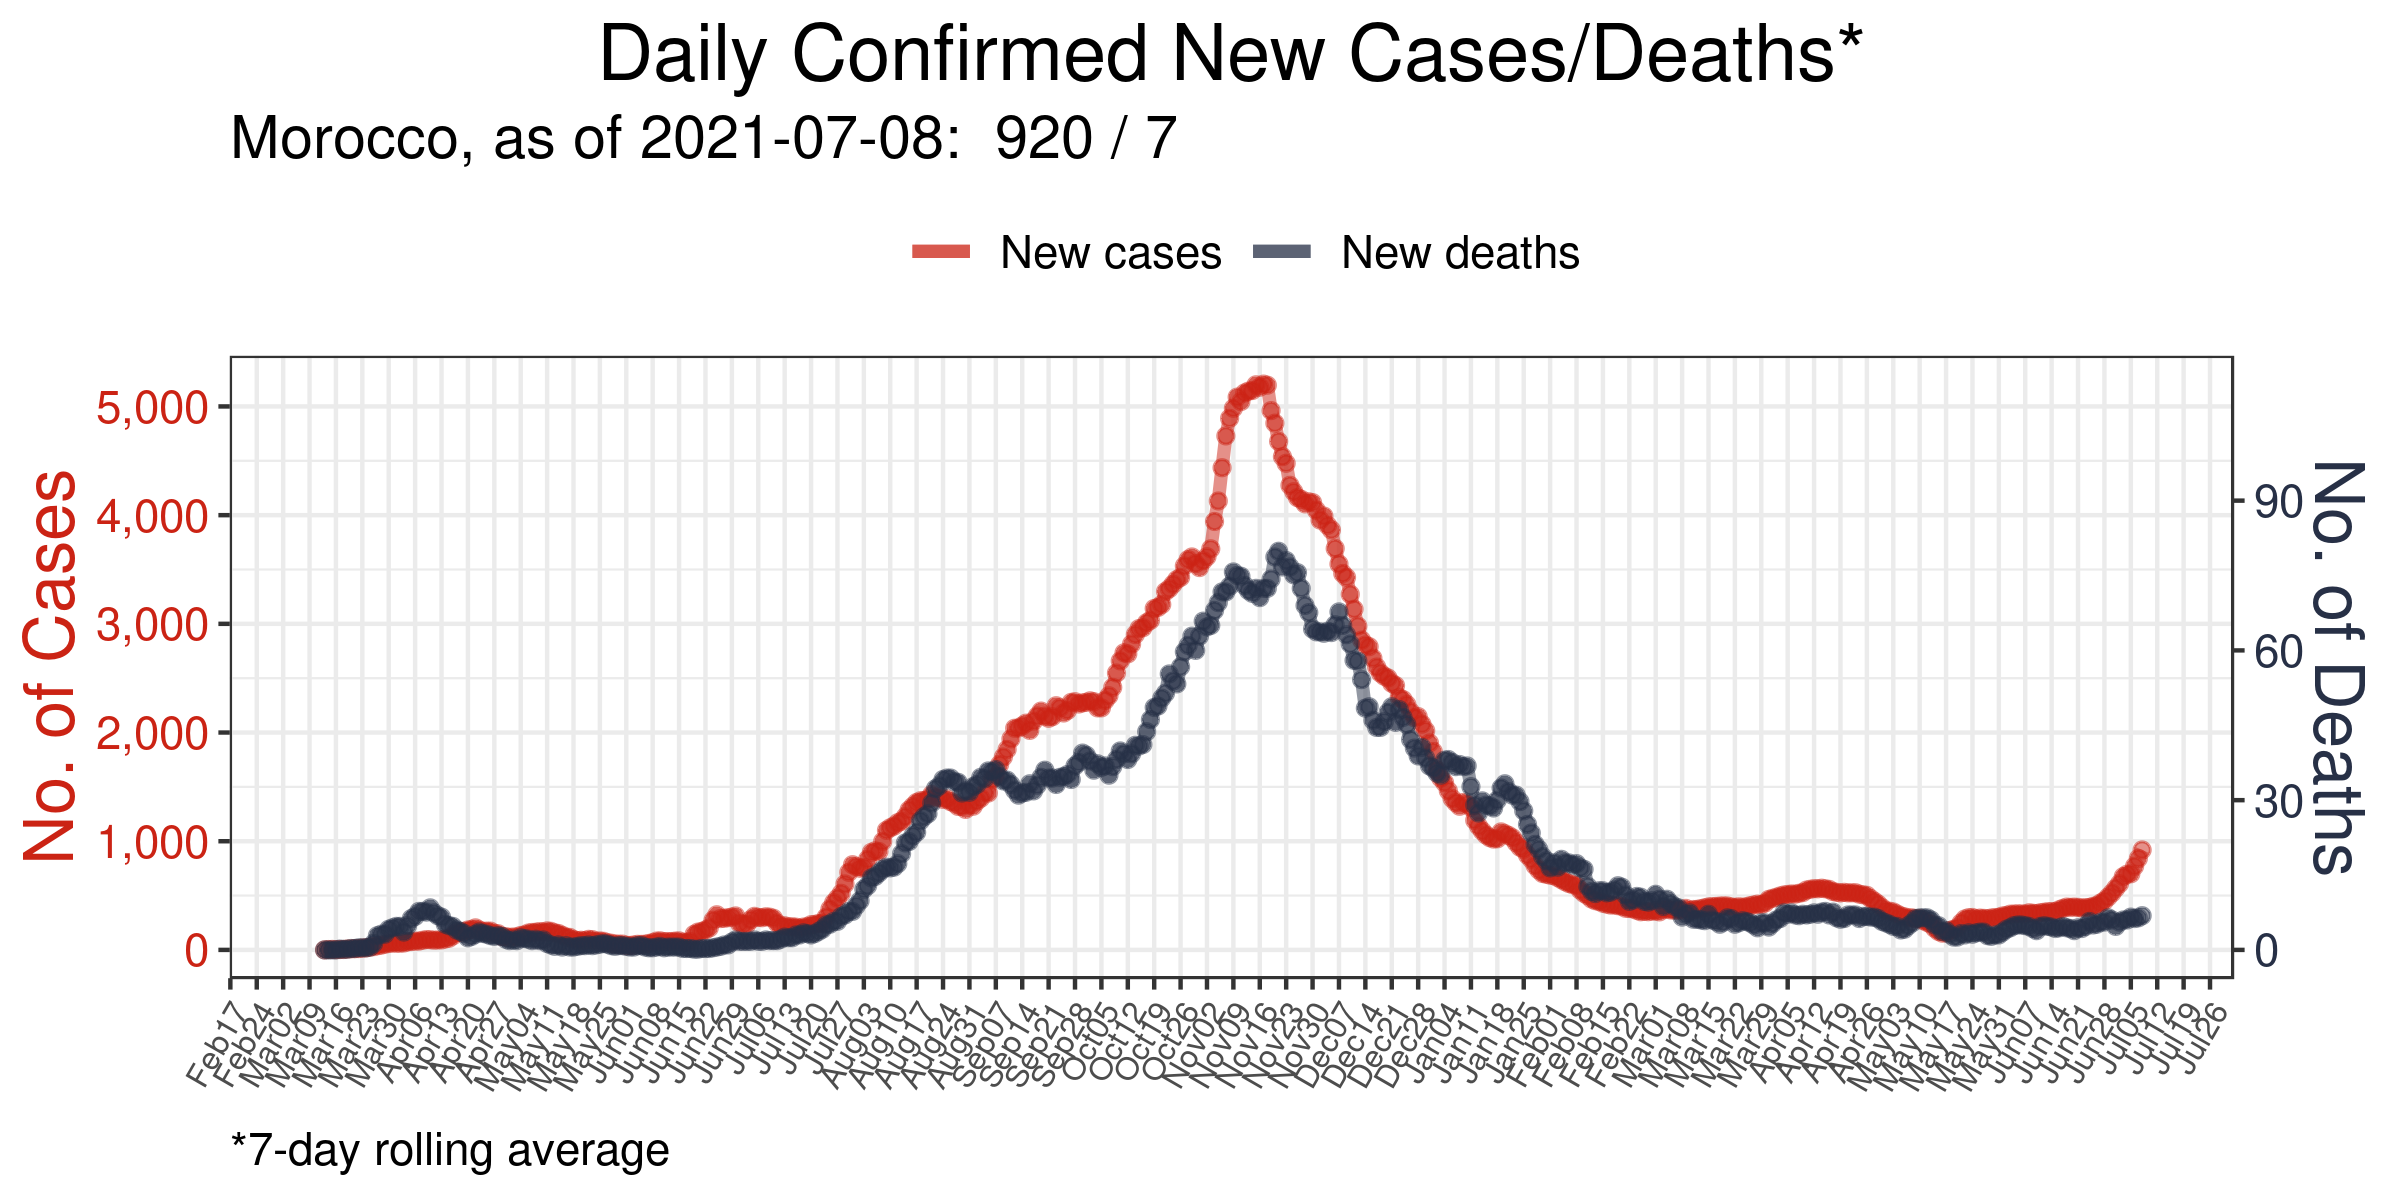 Daily Confirmed New Cases/Deaths*
Morocco, as of 2021-07-08:  920 / 7
New cases New deaths
No. of Cases
5,000
4,000
3,000
2,000
1,000
0
No. of Deaths
90
60
30
0
Feb17
Feb24
Mar02
Mar09
Mar16
Mar23
Mar30
Apr06
Apr13
Apr20
Apr27
May04
May11
May18
May25
Jun01
Jun08
Jun15
Jun22
Jun29
Jul06
Jul13
Jul20
Jul27
Aug03
Aug10
Aug17
Aug24
Aug31
Sep07
Sep14
Sep21
Sep28
Oct05
Oct12
Oct19
Oct26
Nov02
Nov09
Nov16
Nov23
Nov30
Dec07
Dec14
Dec21
Dec28
Jan04
Jan11
Jan18
Jan25
Feb01
Feb08
Feb15
Feb22
Mar01
Mar08
Mar15
Mar22
Mar29
Apr05
Apr12
Apr19
Apr26
May03
May10
May17
May24
May31
Jun07
Jun14
Jun21
Jun28
Jul05
Jul12
Jul19
Jul26
*7-day rolling average